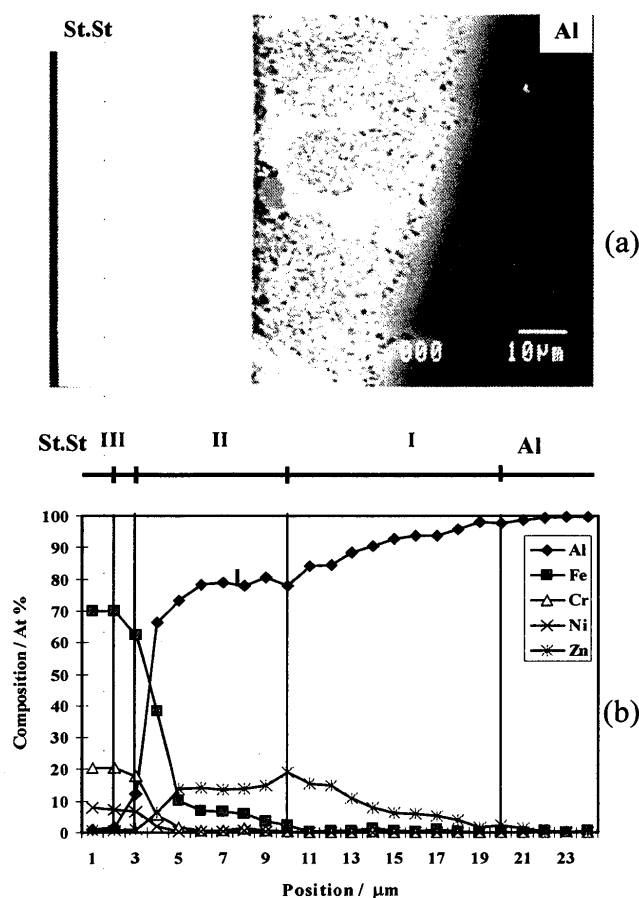 St.St
Al
(a)
000 10µm
St.St III II I Al
100
90
80
70
60
50
40
30
20
10
0
Composition / At %
Al
Fe
Cr
Ni
Zn
(b)
1 3 5 7 9 11 13 15 17 19 21 23
Position / µm